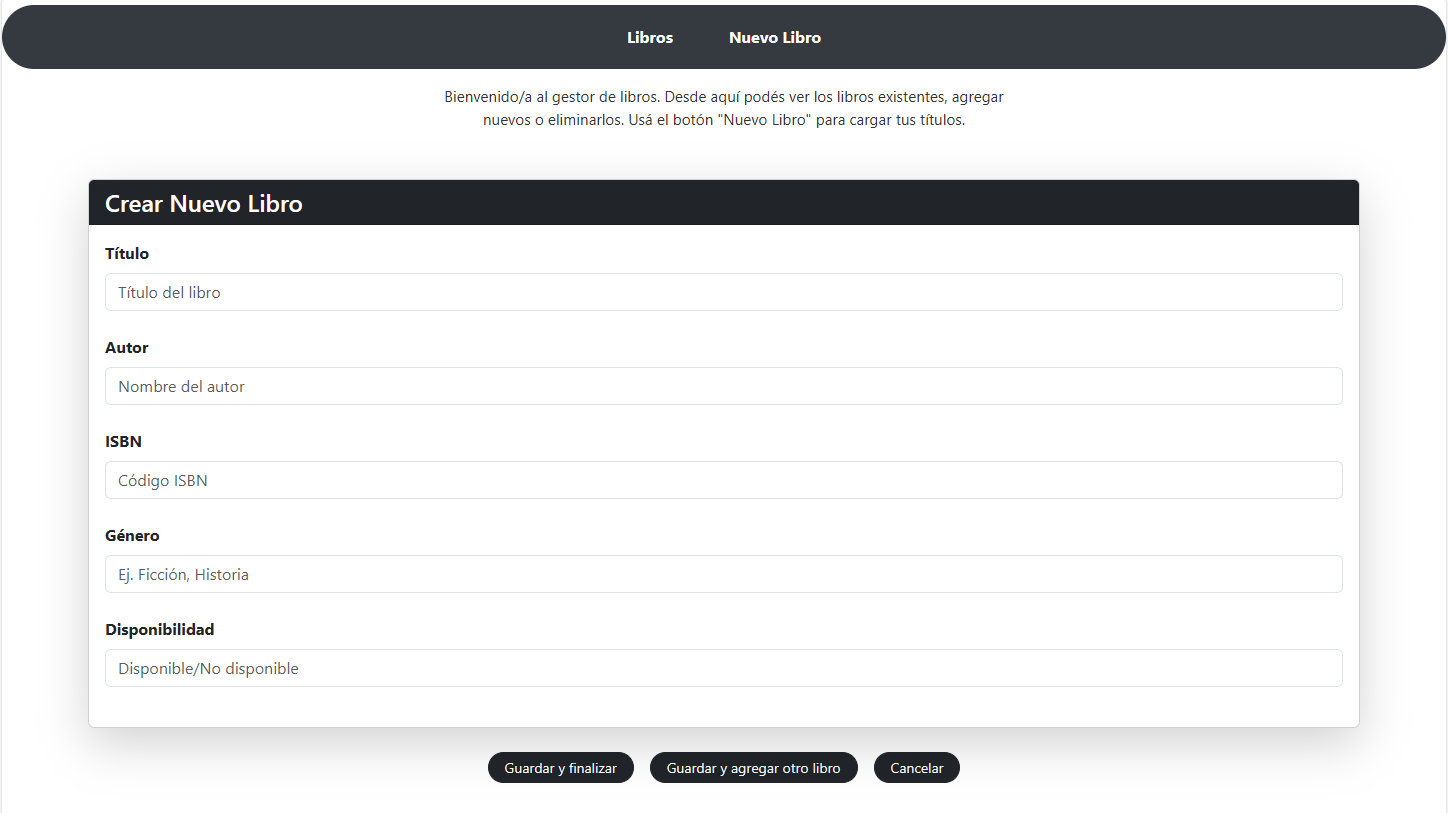 Libros Nuevo Libro
Bienvenido/a al gestor de libros. Desde aquí podés ver los libros existentes, agregar
nuevos o eliminarlos. Usá el botón "Nuevo Libro" para cargar tus títulos.
Crear Nuevo Libro
Título
Título del libro
Autor
Nombre del autor
ISBN
Código ISBN
Género
Ej. Ficción, Historia
Disponibilidad
Disponible/No disponible
Guardar y finalizar Guardar y agregar otro libro Cancelar